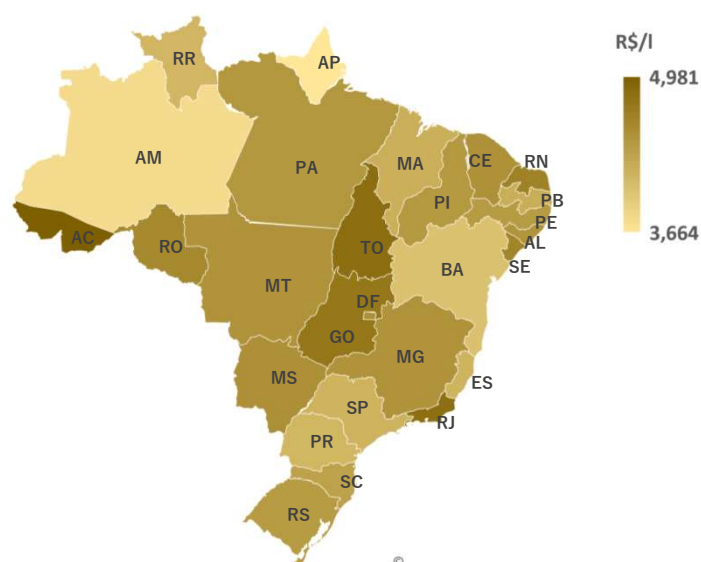 R$/l
4,981
3,664
RR
AP
AM
PA
MA
CE
RN
PB
PI
PE
AL
SE
AC
RO
TO
BA
MT
DF
GO
MG
ES
MS
SP
RJ
PR
SC
RS
©